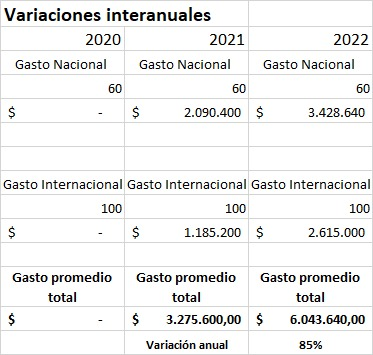 Variaciones interanuales
2020 2021 2022
Gasto Nacional Gasto Nacional Gasto Nacional
60 60 60
$ - $ 2.090.400 $ 3.428.640
Gasto Internacional Gasto Internacional Gasto Internacional
100 100 100
$ - $ 1.185.200 $ 2.615.000
Gasto promedio total Gasto promedio total Gasto promedio total
$ - $ 3.275.600,00 $ 6.043.640,00
Variación anual 85%